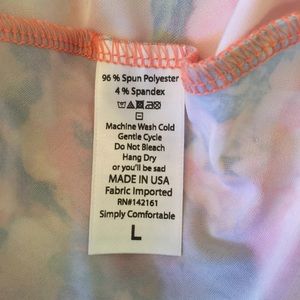 96 % Spun Polyester
4 % Spandex
Machine Wash Cold
Gentle Cycle
Do Not Bleach
Hang Dry
or you'll be sad
MADE IN USA
Fabric Imported
RN#142161
Simply Comfortable
L